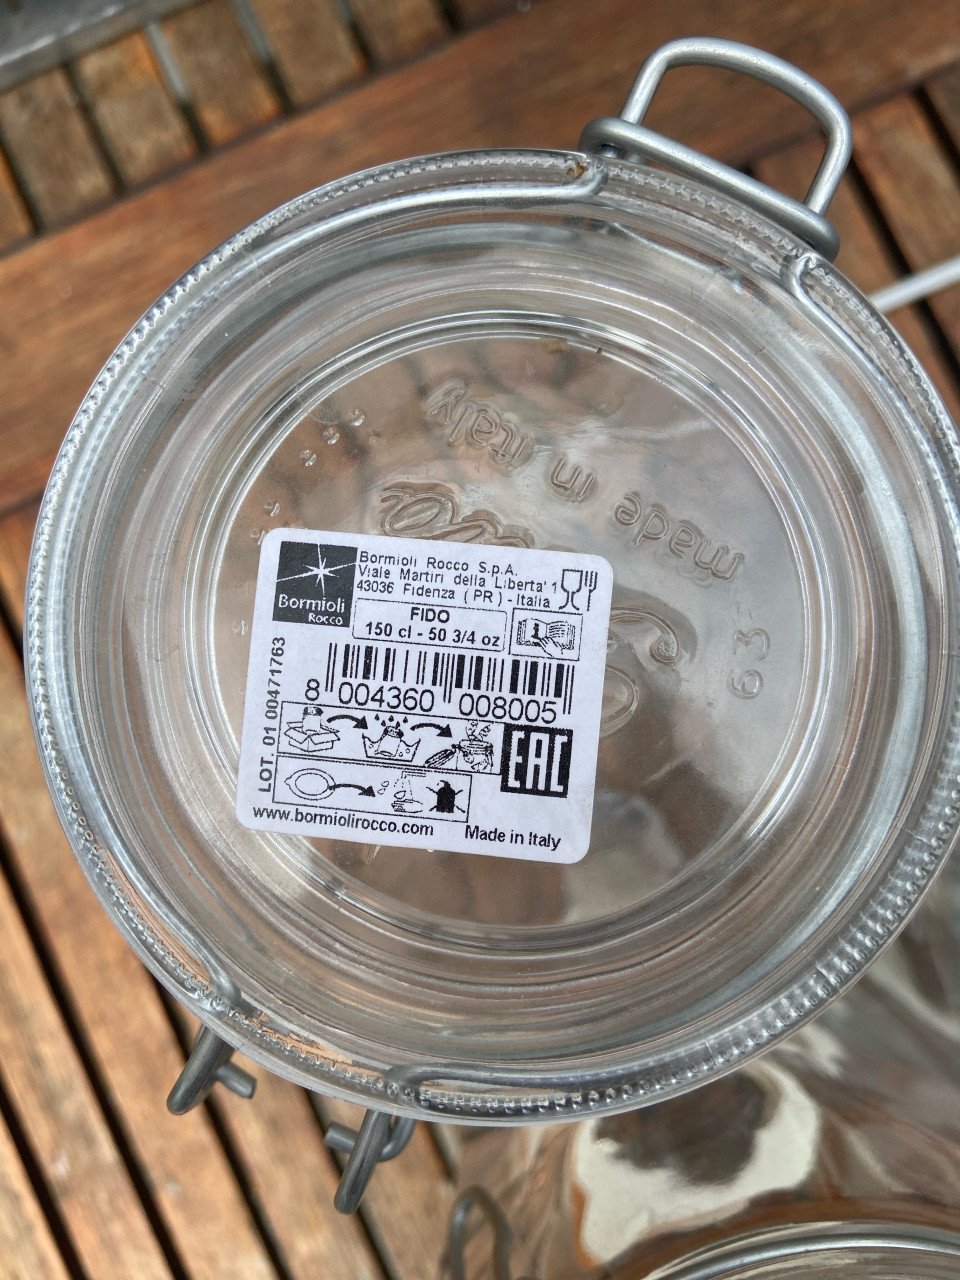 made in italy
63
Bormioli
Rocco
Bormioli Rocco S.p.A.
Viale Martiri della Liberta' 1
43036 Fidenza ( PR ) - Italia
FIDO
150 cl - 50 3/4 oz
8 004360 008005
LOT. 01 00471763
EAC
www.bormiolirocco.com
Made in Italy